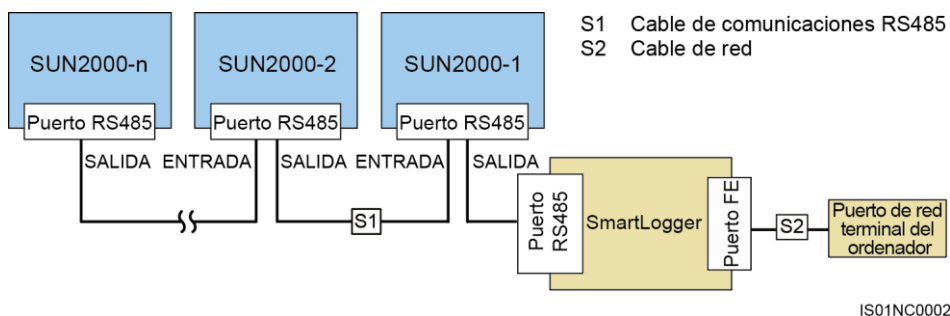 S1 Cable de comunicaciones RS485
S2 Cable de red
SUN2000-n
SUN2000-2
SUN2000-1
Puerto RS485
Puerto RS485
Puerto RS485
SALIDA ENTRADA
SALIDA ENTRADA
SALIDA
S1
Puerto
RS485
SmartLogger
Puerto FE
S2
Puerto de red
terminal del
ordenador
IS01NC0002